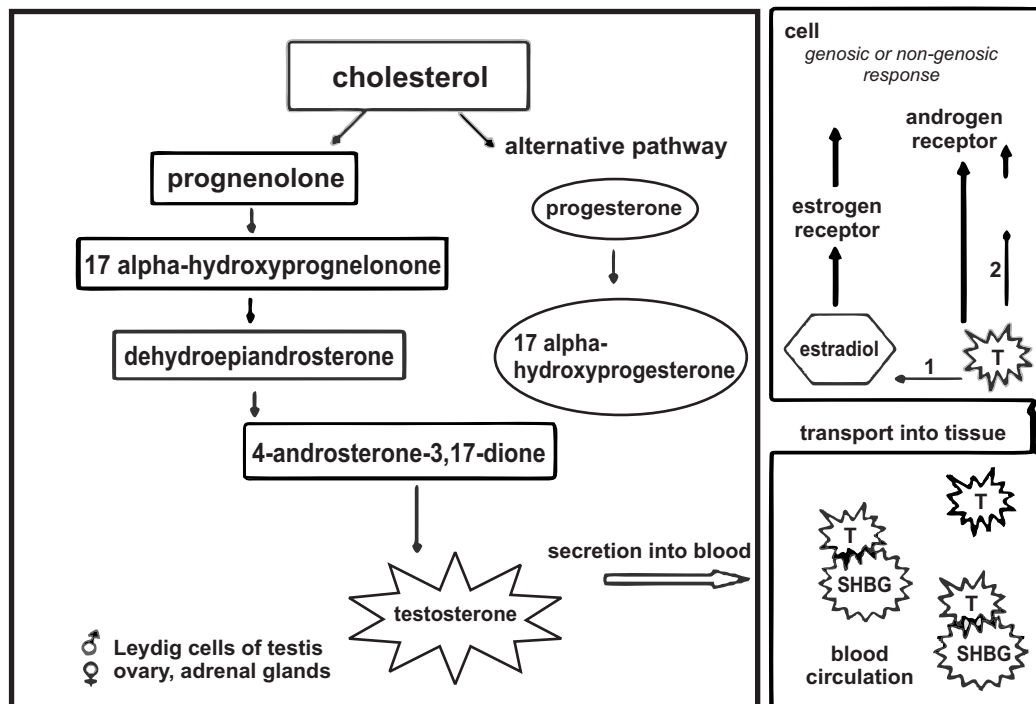 cholesterol
alternative pathway
prognenolone
progesterone
17 alpha-hydroxyprognelonone
dehydroepiandrosterone
17 alpha-
hydroxyprogesterone
4-androsterone-3,17-dione
secretion into blood
testosterone
♂ Leydig cells of testis
♀ ovary, adrenal glands
cell
genosic or non-genosic
response
androgen
receptor
estrogen
receptor
2
estradiol
1
T
transport into tissue
T
T
SHBG
T
SHBG
blood
circulation